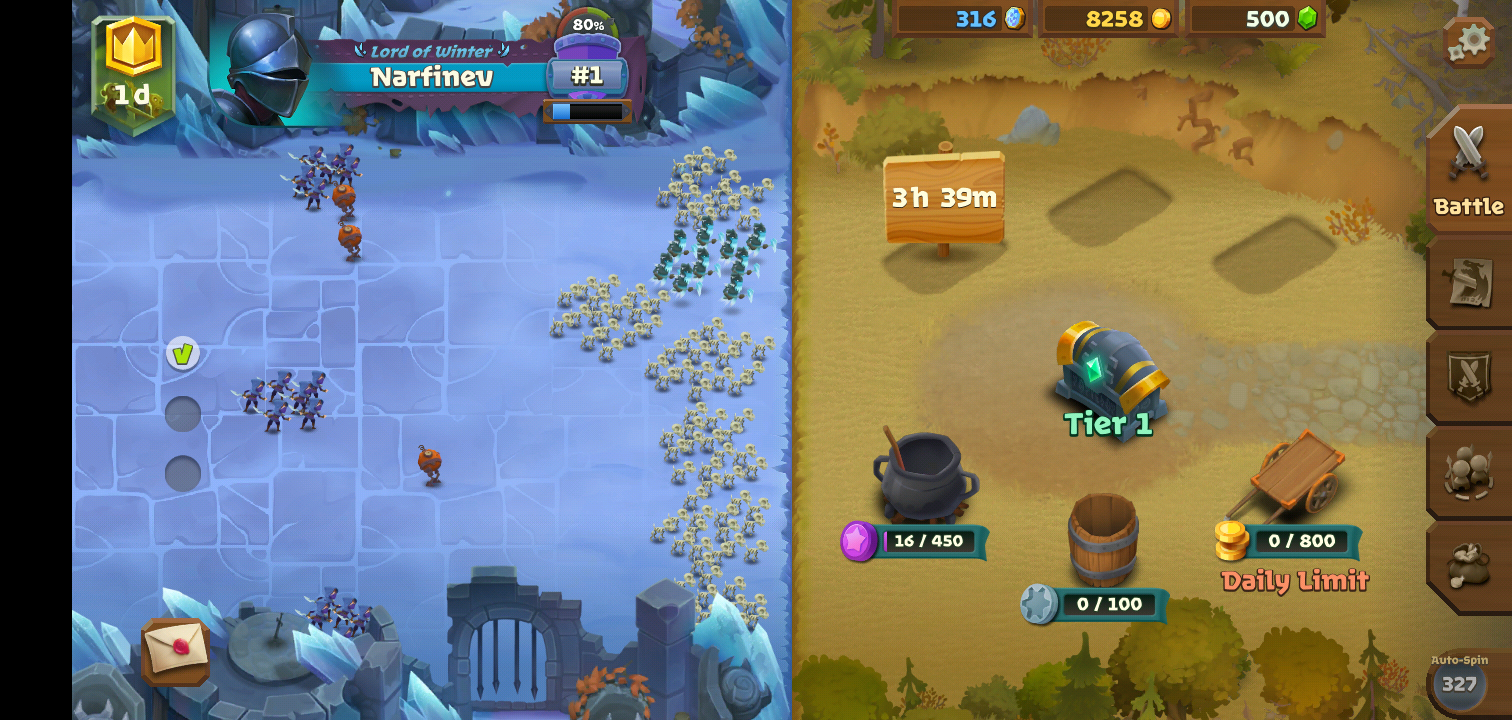 1 d
Lord of Winter
Narfinev
80%
#1
316
8258
500
3h 39m
Tier 1
16 / 450
0 / 100
0 / 800
Daily Limit
Battle
Auto-Spin
327